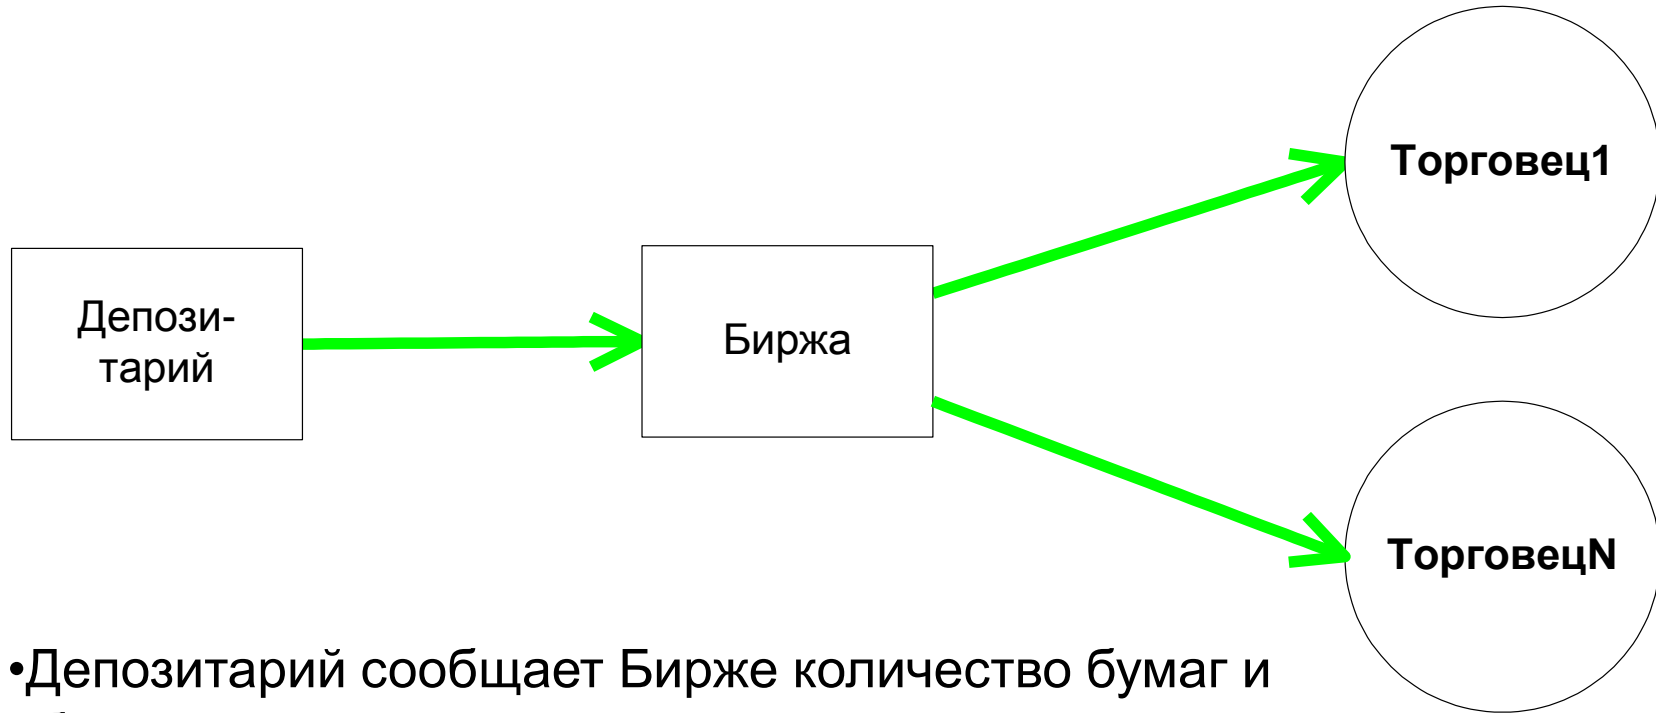 Торговец1
Депози-
тарий
Биржа
ТорговецN
•Депозитарий сообщает Бирже количество бумаг и